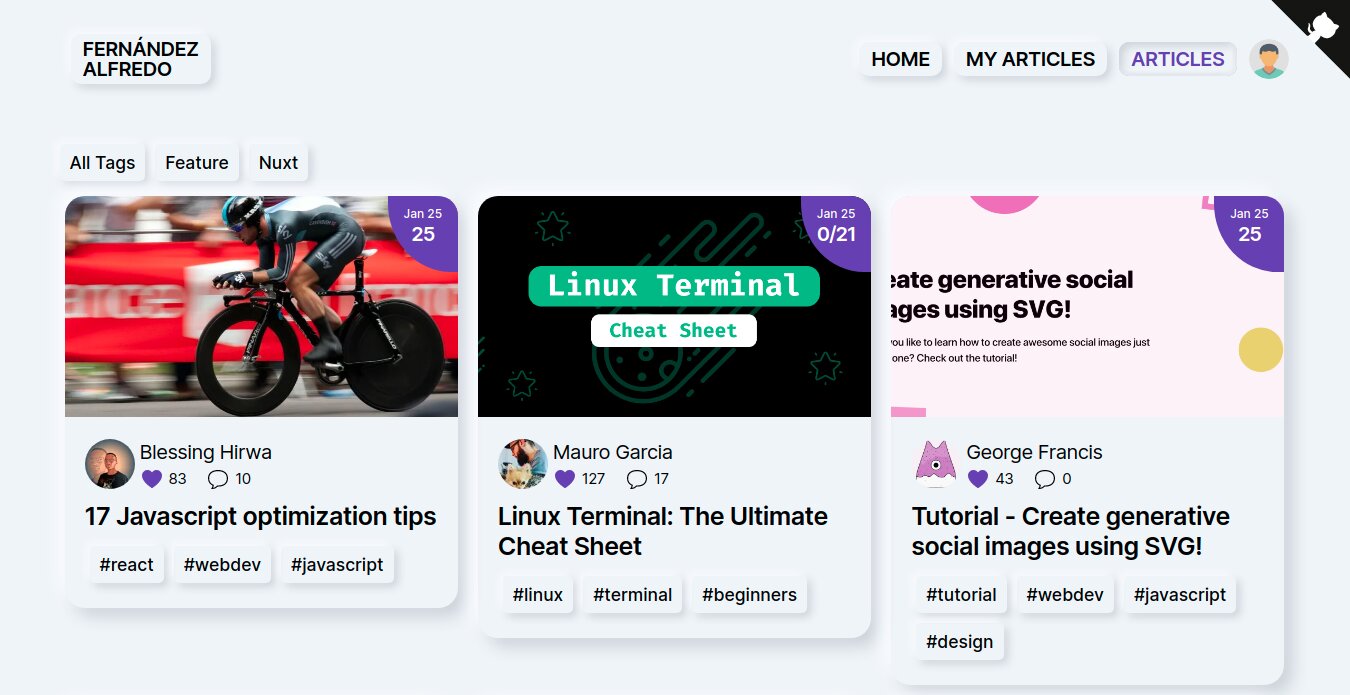 FERNÁNDEZ
ALFREDO
HOME
MY ARTICLES
ARTICLES
All Tags
Feature
Nuxt
Jan 25
25
SKY
Blessing Hirwa
83
10
17 Javascript optimization tips
#react
#webdev
#javascript
Jan 25
0/21
Linux Terminal
Cheat Sheet
Mauro Garcia
127
17
Linux Terminal: The Ultimate
Cheat Sheet
#linux
#terminal
#beginners
Jan 25
25
eate generative social
ages using SVG!
you like to learn how to create awesome social images just
one? Check out the tutorial!
George Francis
43
0
Tutorial - Create generative
social images using SVG!
#tutorial
#webdev
#javascript
#design